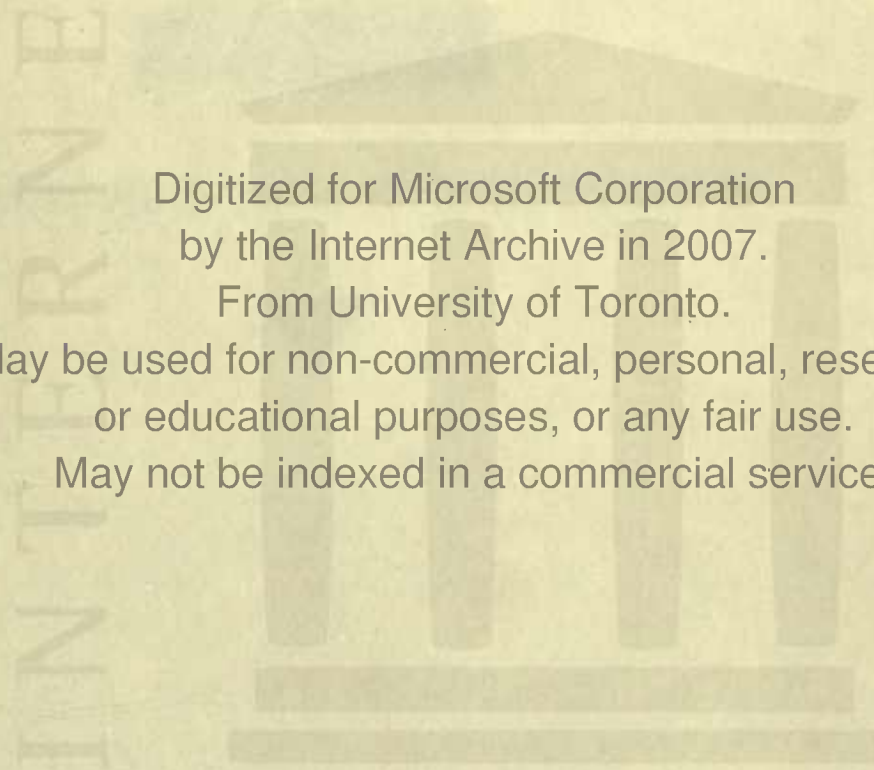 Digitized for Microsoft Corporation
by the Internet Archive in 2007.
From University of Toronto.
be used for non-commercial, personal,
or educational purposes, or any fair use.
May not be indexed in a commercial service